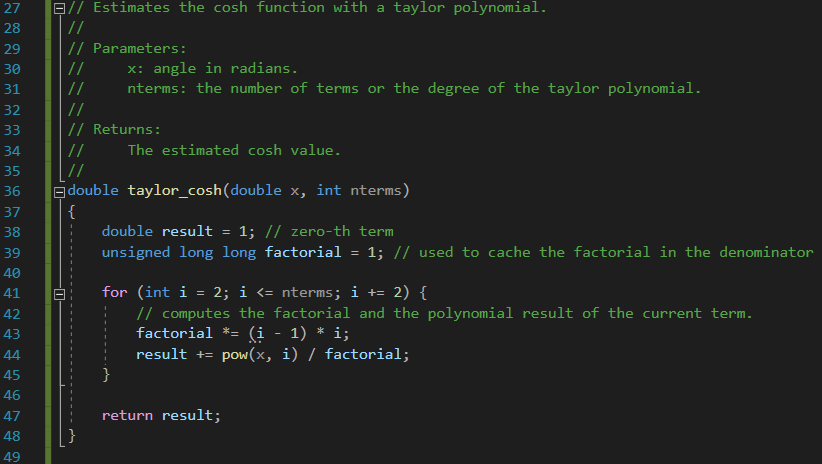 27 // Estimates the cosh function with a taylor polynomial.
28 //
29 // Parameters:
30 //     x: angle in radians.
31 //     nterms: the number of terms or the degree of the taylor polynomial.
32 //
33 // Returns:
34 //     The estimated cosh value.
35 //
36 double taylor_cosh(double x, int nterms)
37 {
38     double result = 1; // zero-th term
39     unsigned long long factorial = 1; // used to cache the factorial in the denominator
40
41     for (int i = 2; i <= nterms; i += 2) {
42         // computes the factorial and the polynomial result of the current term.
43         factorial *= (i - 1) * i;
44         result += pow(x, i) / factorial;
45     }
46
47     return result;
48 }
49